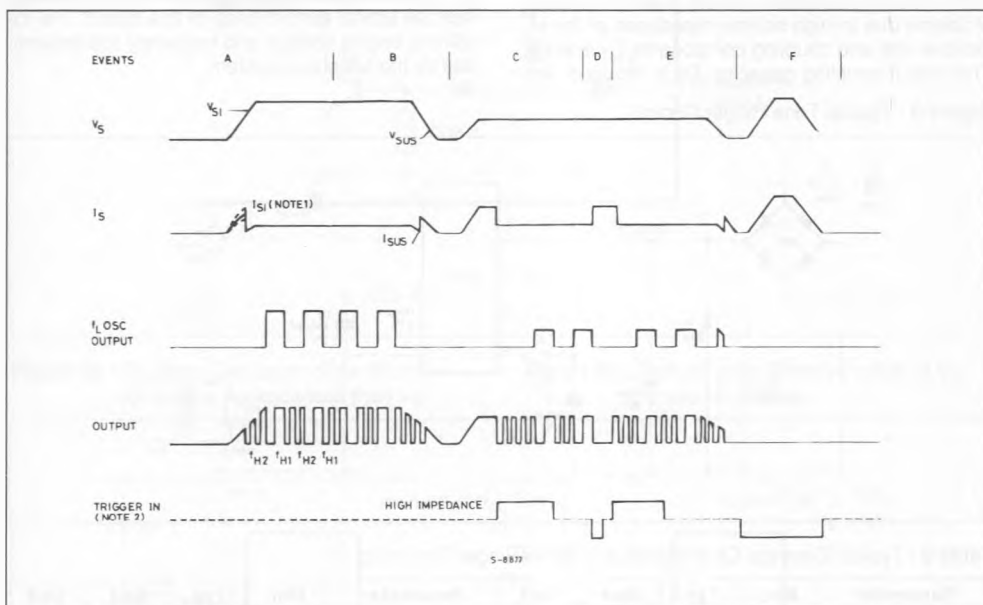 EVENTS A B C D E F
VSI
VS
VSUS
ISI (NOTE1)
IS
ISUS
fL OSC
OUTPUT
OUTPUT
fH2 fH1 fH2 fH1
TRIGGER IN
(NOTE 2)
HIGH IMPEDANCE
S-8877